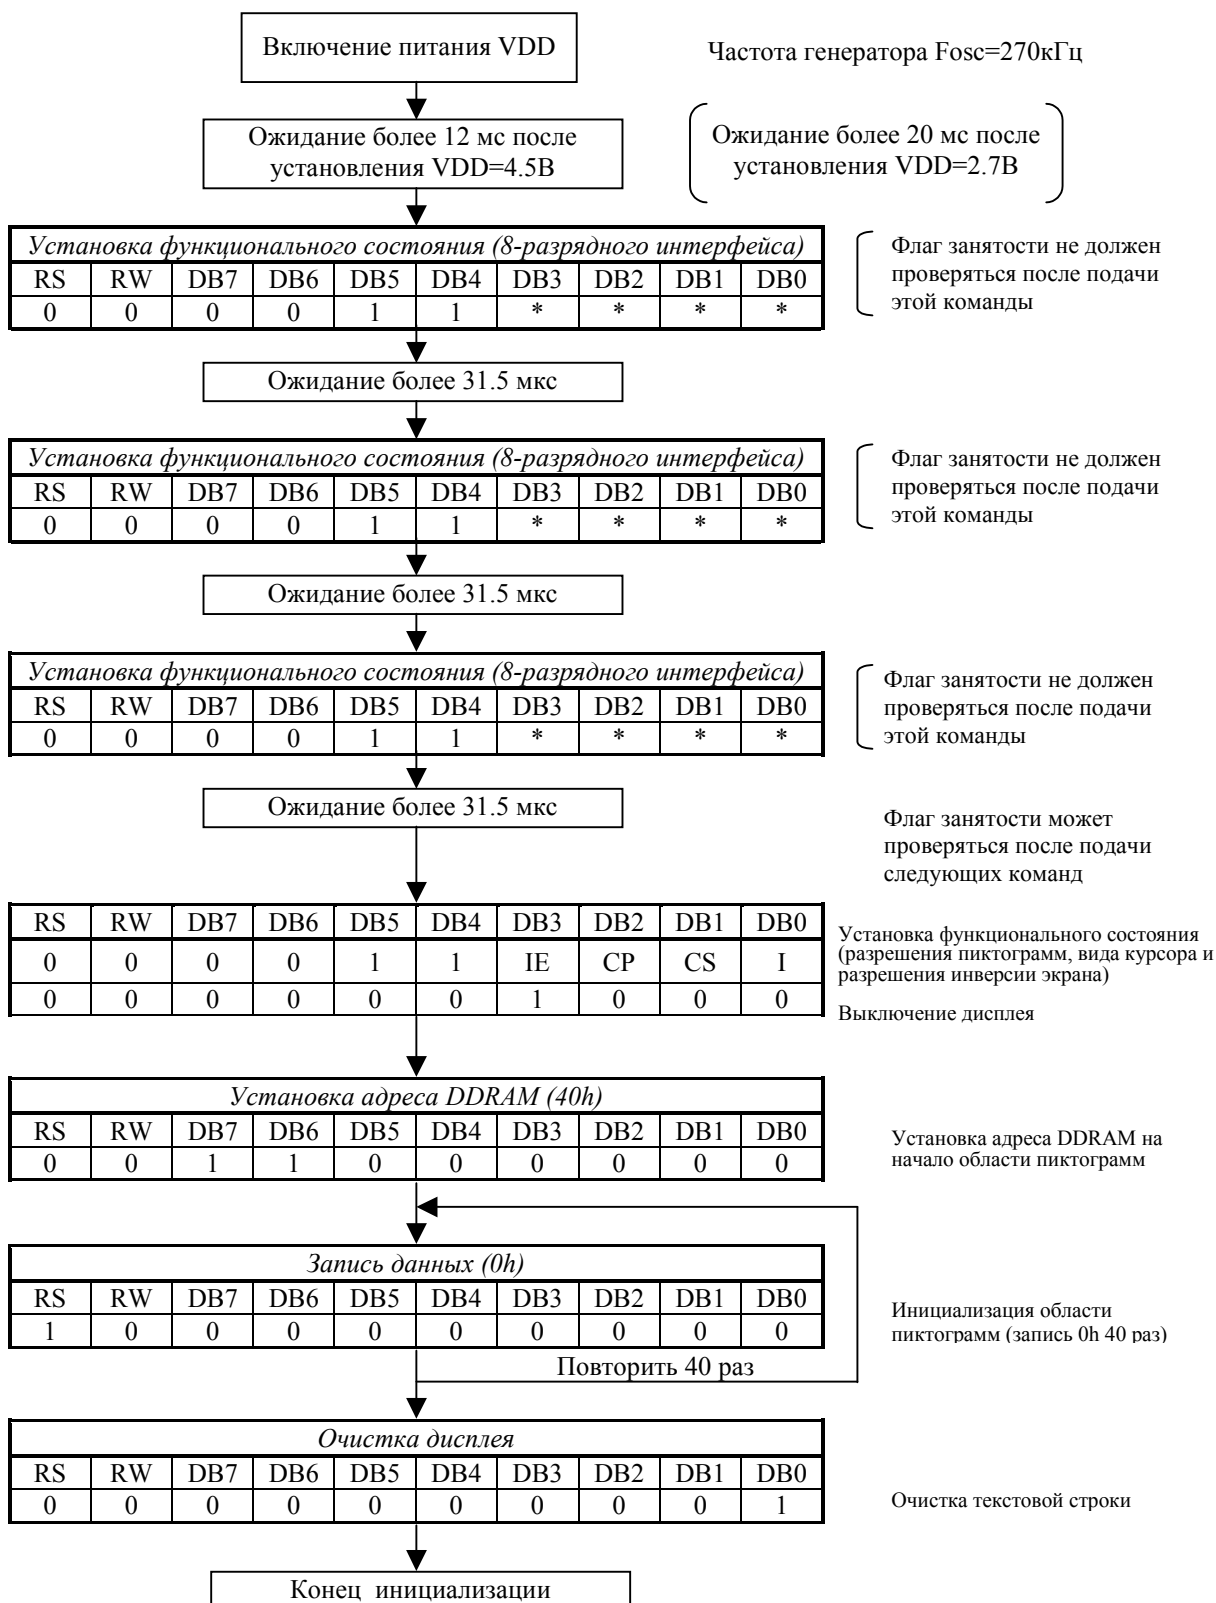 Включение питания VDD
Частота генератора Fosc=270кГц
Ожидание более 12 мс после
установления VDD=4.5В
Ожидание более 20 мс после
установления VDD=2.7В
Установка функционального состояния (8-разрядного интерфейса)
RS RW DB7 DB6 DB5 DB4 DB3 DB2 DB1 DB0
0 0 0 0 1 1 * * * *
Флаг занятости не должен
проверяться после подачи
этой команды
Ожидание более 31.5 мкс
Установка функционального состояния (8-разрядного интерфейса)
RS RW DB7 DB6 DB5 DB4 DB3 DB2 DB1 DB0
0 0 0 0 1 1 * * * *
Флаг занятости не должен
проверяться после подачи
этой команды
Ожидание более 31.5 мкс
Установка функционального состояния (8-разрядного интерфейса)
RS RW DB7 DB6 DB5 DB4 DB3 DB2 DB1 DB0
0 0 0 0 1 1 * * * *
Флаг занятости не должен
проверяться после подачи
этой команды
Ожидание более 31.5 мкс
Флаг занятости может
проверяться после подачи
следующих команд
RS RW DB7 DB6 DB5 DB4 DB3 DB2 DB1 DB0
0 0 0 0 1 1 IE CP CS I
0 0 0 0 0 0 1 0 0 0
Установка функционального состояния
(разрешения пиктограмм, вида курсора и
разрешения инверсии экрана)
Выключение дисплея
Установка адреса DDRAM (40h)
RS RW DB7 DB6 DB5 DB4 DB3 DB2 DB1 DB0
0 0 1 1 0 0 0 0 0 0
Установка адреса DDRAM на
начало области пиктограмм
Запись данных (0h)
RS RW DB7 DB6 DB5 DB4 DB3 DB2 DB1 DB0
1 0 0 0 0 0 0 0 0 0
Инициализация области
пиктограмм (запись 0h 40 раз)
Повторить 40 раз
Очистка дисплея
RS RW DB7 DB6 DB5 DB4 DB3 DB2 DB1 DB0
0 0 0 0 0 0 0 0 0 1
Очистка текстовой строки
Конец инициализации